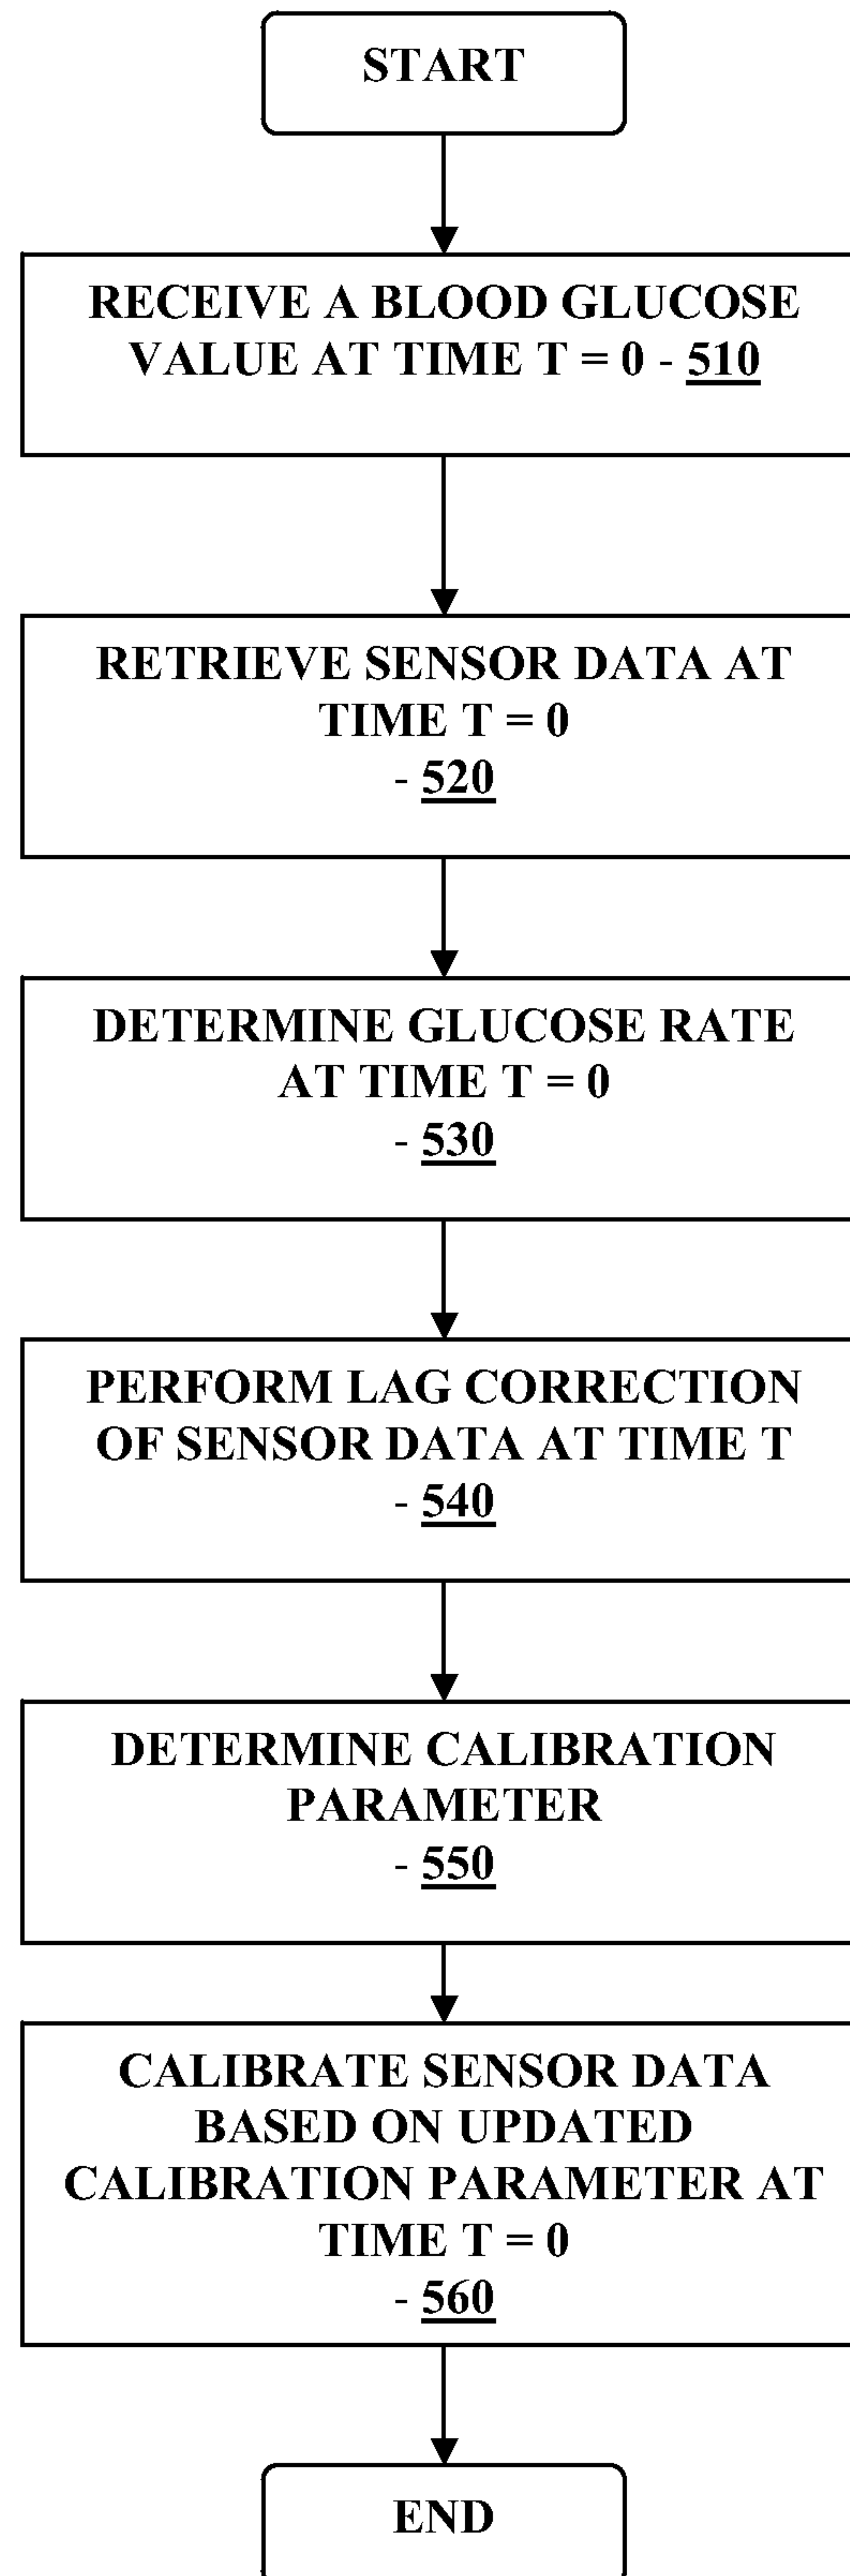 START
RECEIVE A BLOOD GLUCOSE
VALUE AT TIME T = 0 - 510
RETRIEVE SENSOR DATA AT
TIME T = 0
- 520
DETERMINE GLUCOSE RATE
AT TIME T = 0
- 530
PERFORM LAG CORRECTION
OF SENSOR DATA AT TIME T
- 540
DETERMINE CALIBRATION
PARAMETER
- 550
CALIBRATE SENSOR DATA
BASED ON UPDATED
CALIBRATION PARAMETER AT
TIME T = 0
- 560
END